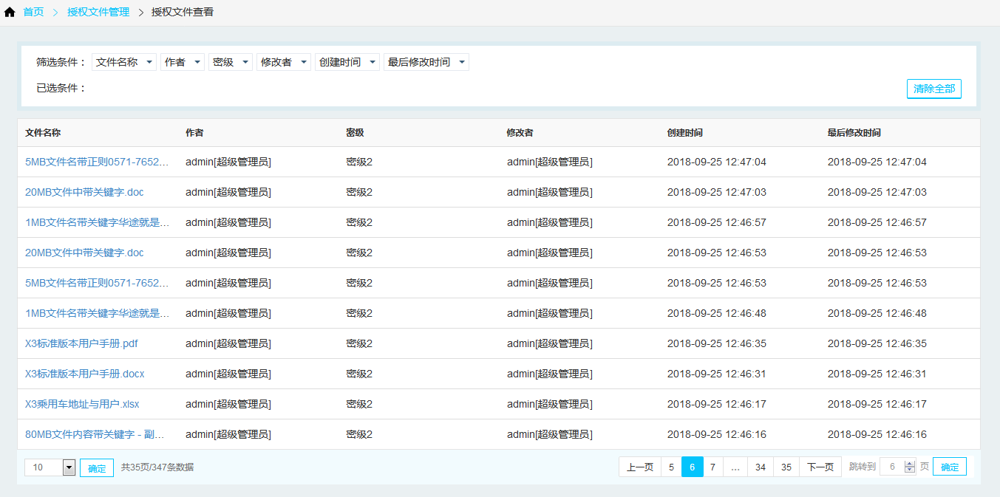 首页 > 授权文件管理 > 授权文件查看
筛选条件： 文件名称 作者 密级 修改者 创建时间 最后修改时间
已选条件： 清除全部
文件名称 作者 密级 修改者 创建时间 最后修改时间
5MB文件名带正则0571-7652... admin[超级管理员] 密级2 admin[超级管理员] 2018-09-25 12:47:04 2018-09-25 12:47:04
20MB文件中带关键字.doc admin[超级管理员] 密级2 admin[超级管理员] 2018-09-25 12:47:03 2018-09-25 12:47:03
1MB文件名带关键字华途就是... admin[超级管理员] 密级2 admin[超级管理员] 2018-09-25 12:46:57 2018-09-25 12:46:57
20MB文件中带关键字.doc admin[超级管理员] 密级2 admin[超级管理员] 2018-09-25 12:46:53 2018-09-25 12:46:53
5MB文件名带正则0571-7652... admin[超级管理员] 密级2 admin[超级管理员] 2018-09-25 12:46:53 2018-09-25 12:46:53
1MB文件名带关键字华途就是... admin[超级管理员] 密级2 admin[超级管理员] 2018-09-25 12:46:48 2018-09-25 12:46:48
X3标准版本用户手册.pdf admin[超级管理员] 密级2 admin[超级管理员] 2018-09-25 12:46:35 2018-09-25 12:46:35
X3标准版本用户手册.docx admin[超级管理员] 密级2 admin[超级管理员] 2018-09-25 12:46:31 2018-09-25 12:46:31
X3乘用车地址与用户.xlsx admin[超级管理员] 密级2 admin[超级管理员] 2018-09-25 12:46:17 2018-09-25 12:46:17
80MB文件内容带关键字 - 副... admin[超级管理员] 密级2 admin[超级管理员] 2018-09-25 12:46:16 2018-09-25 12:46:16
10 确定 共35页/347条数据 上一页 5 6 7 ... 34 35 下一页 跳转到 6 页 确定